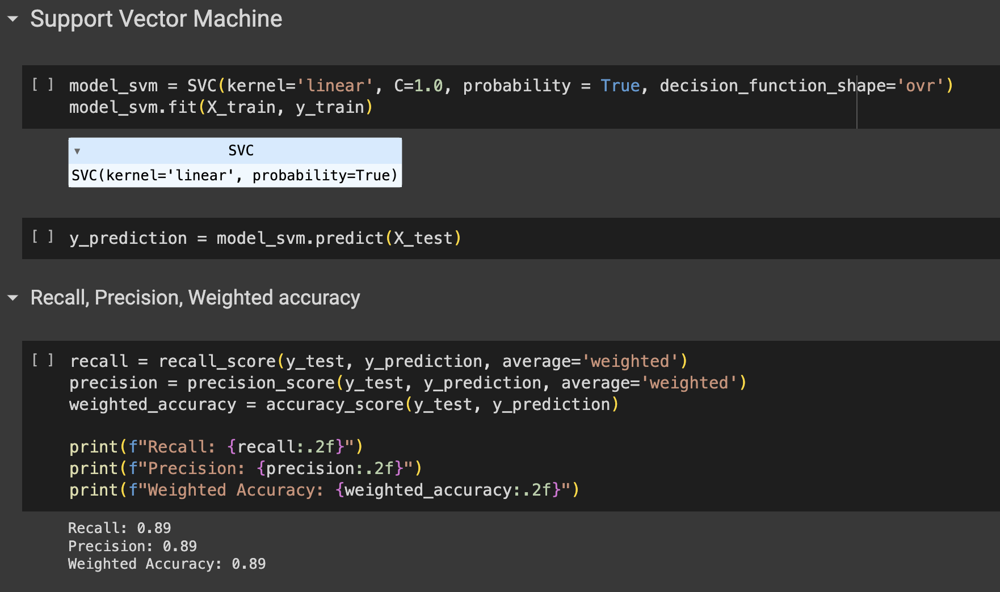 Support Vector Machine
[ ] model_svm = SVC(kernel='linear', C=1.0, probability = True, decision_function_shape='ovr')
model_svm.fit(X_train, y_train)
SVC
SVC(kernel='linear', probability=True)
[ ] y_prediction = model_svm.predict(X_test)
Recall, Precision, Weighted accuracy
[ ] recall = recall_score(y_test, y_prediction, average='weighted')
precision = precision_score(y_test, y_prediction, average='weighted')
weighted_accuracy = accuracy_score(y_test, y_prediction)
print(f"Recall: {recall:.2f}")
print(f"Precision: {precision:.2f}")
print(f"Weighted Accuracy: {weighted_accuracy:.2f}")
Recall: 0.89
Precision: 0.89
Weighted Accuracy: 0.89